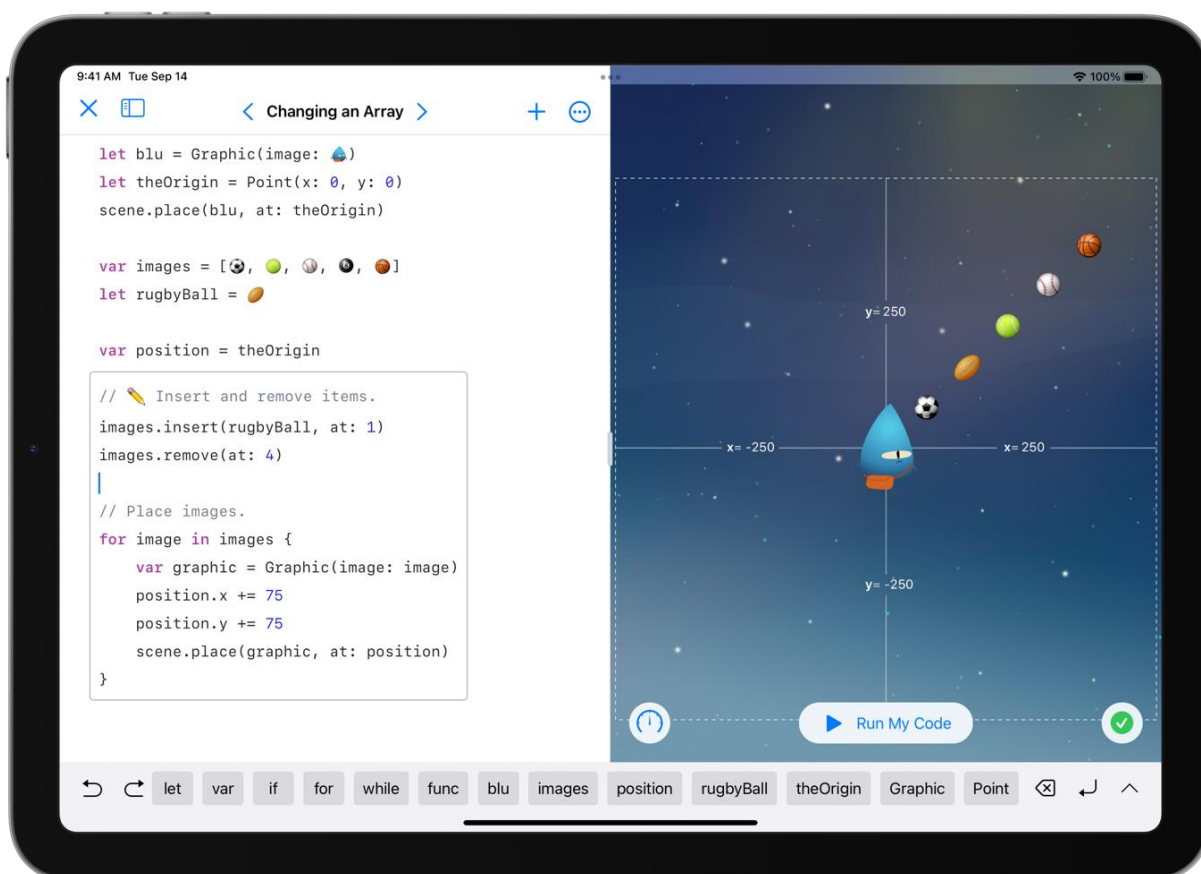 9:41 AM Tue Sep 14
100%
Changing an Array
let blu = Graphic(image: )
let theOrigin = Point(x: 0, y: 0)
scene.place(blu, at: theOrigin)
var images = [⚽, 🎾, ⚾, 🎱, 🏀]
let rugbyBall = 🏉
var position = theOrigin
// ✏️ Insert and remove items.
images.insert(rugbyBall, at: 1)
images.remove(at: 4)
// Place images.
for image in images {
    var graphic = Graphic(image: image)
    position.x += 75
    position.y += 75
    scene.place(graphic, at: position)
}
y= 250
x= -250
x= 250
y= -250
Run My Code
let var if for while func blu images position rugbyBall theOrigin Graphic Point